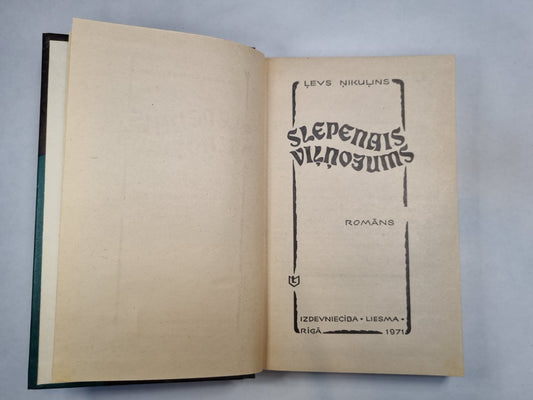 ĻEVS ŅIKUĻINS
SLEPENAIS
VIĻŅOJUMS
ROMĀNS
IZDEVNIECĪBA • LIESMA •
RĪGĀ 1971